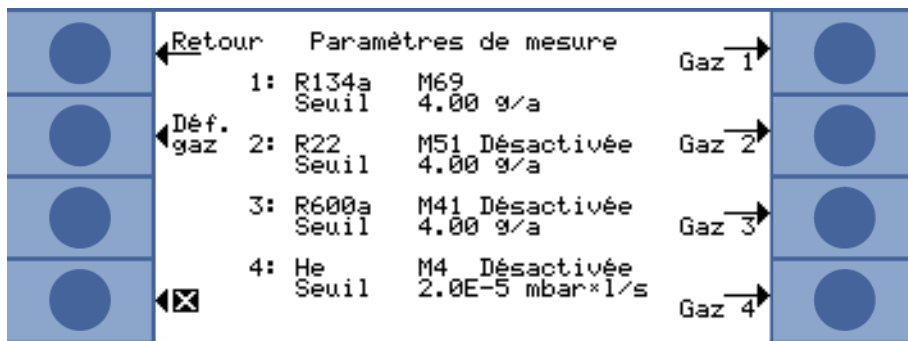 Retour Paramètres de mesure
Gaz 1
1: R134a M69
Seuil 4.00 g/a
Déf.
gaz 2: R22 M51 Désactivée Gaz 2
Seuil 4.00 g/a
3: R600a M41 Désactivée
Seuil 4.00 g/a Gaz 3
4: He M4 Désactivée
Seuil 2.0E-5 mbar×l/s
Gaz 4